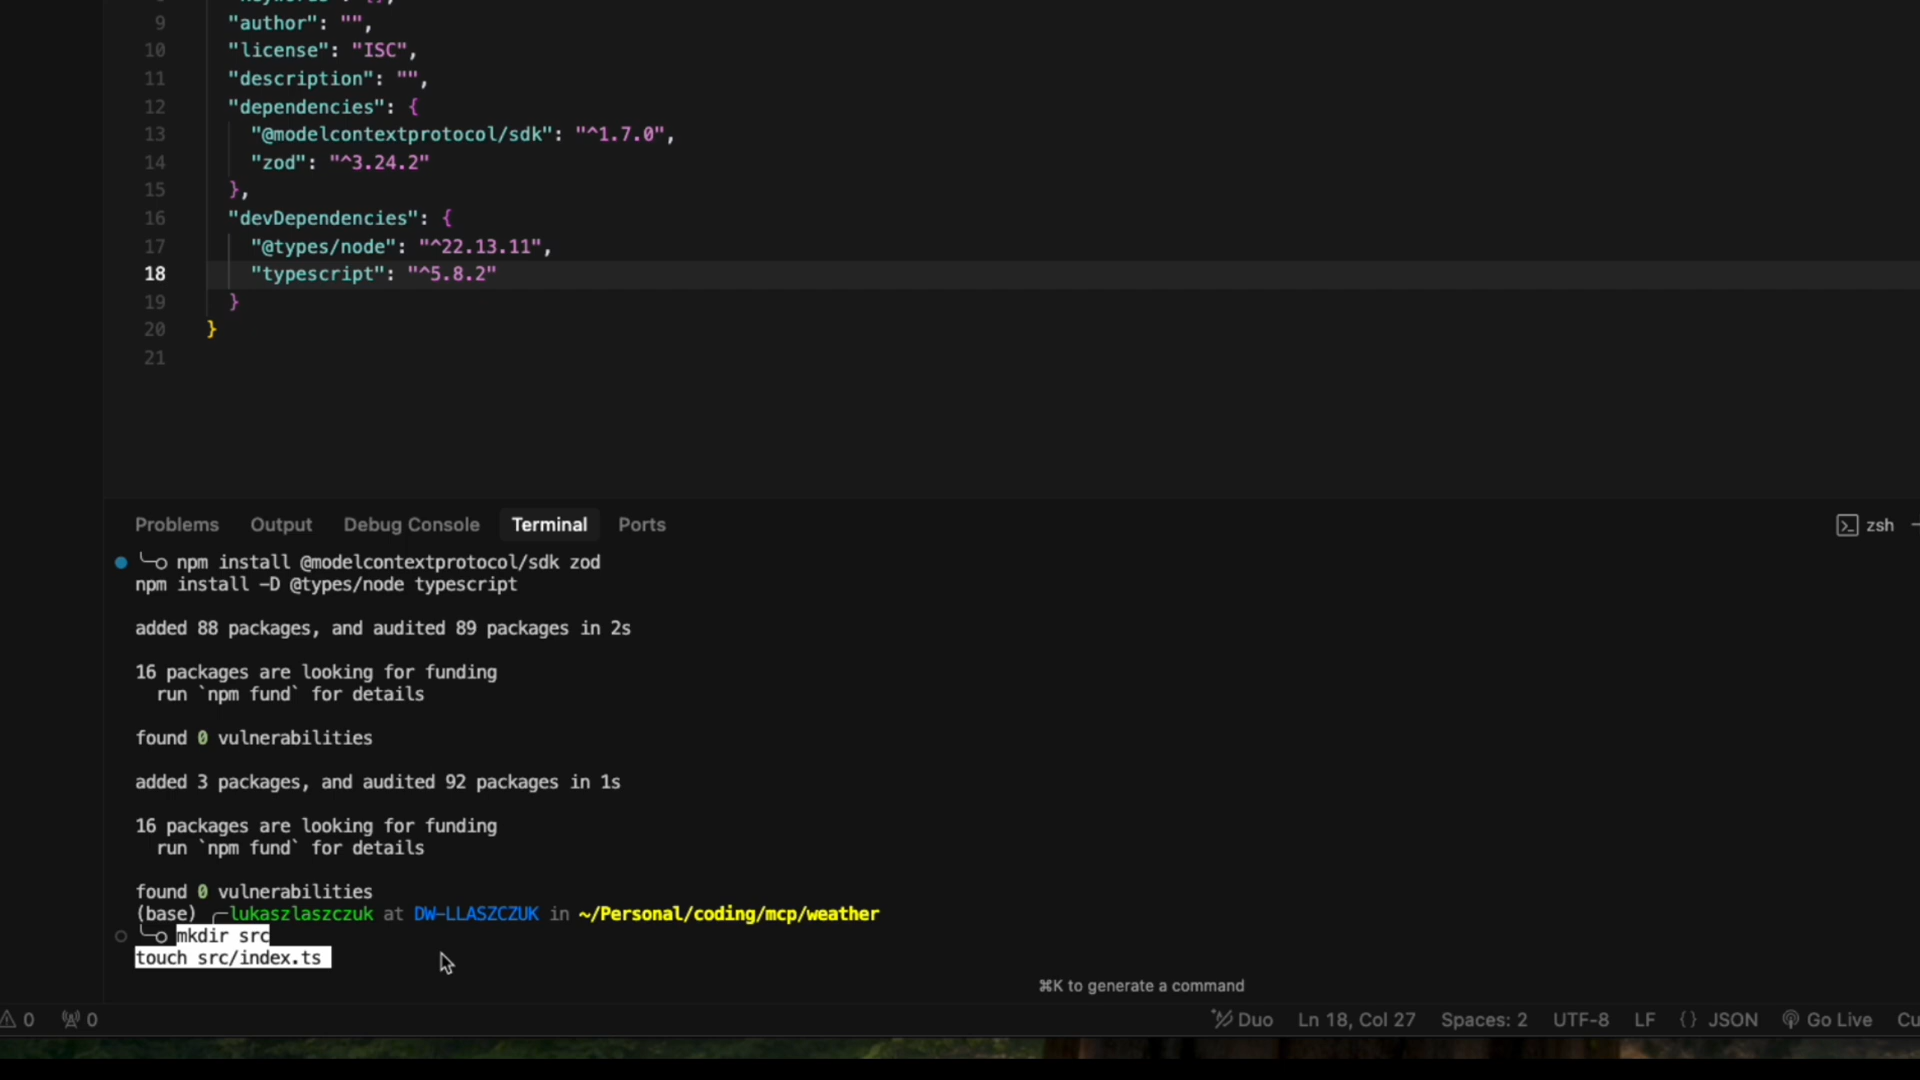 9 "author": "",
10 "license": "ISC",
11 "description": "",
12 "dependencies": {
13 "@modelcontextprotocol/sdk": "^1.7.0",
14 "zod": "^3.24.2"
15 },
16 "devDependencies": {
17 "@types/node": "^22.13.11",
18 "typescript": "^5.8.2"
19 }
20 }
21
Problems Output Debug Console Terminal Ports zsh
npm install @modelcontextprotocol/sdk zod
npm install -D @types/node typescript
added 88 packages, and audited 89 packages in 2s
16 packages are looking for funding
run `npm fund` for details
found 0 vulnerabilities
added 3 packages, and audited 92 packages in 1s
16 packages are looking for funding
run `npm fund` for details
found 0 vulnerabilities
(base) lukaszlaszczuk at DW-LLASZCZUK in ~/Personal/coding/mcp/weather
mkdir src
touch src/index.ts
⌘K to generate a command
0 0 Duo Ln 18, Col 27 Spaces: 2 UTF-8 LF {} JSON Go Live